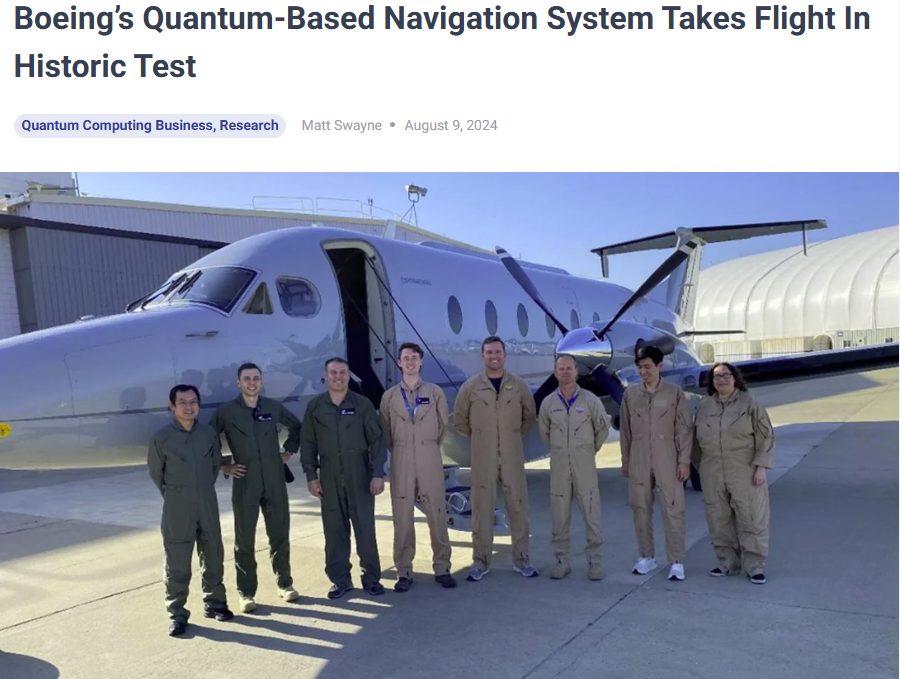 Boeing’s Quantum-Based Navigation System Takes Flight In
Historic Test
Quantum Computing Business, Research Matt Swayne • August 9, 2024